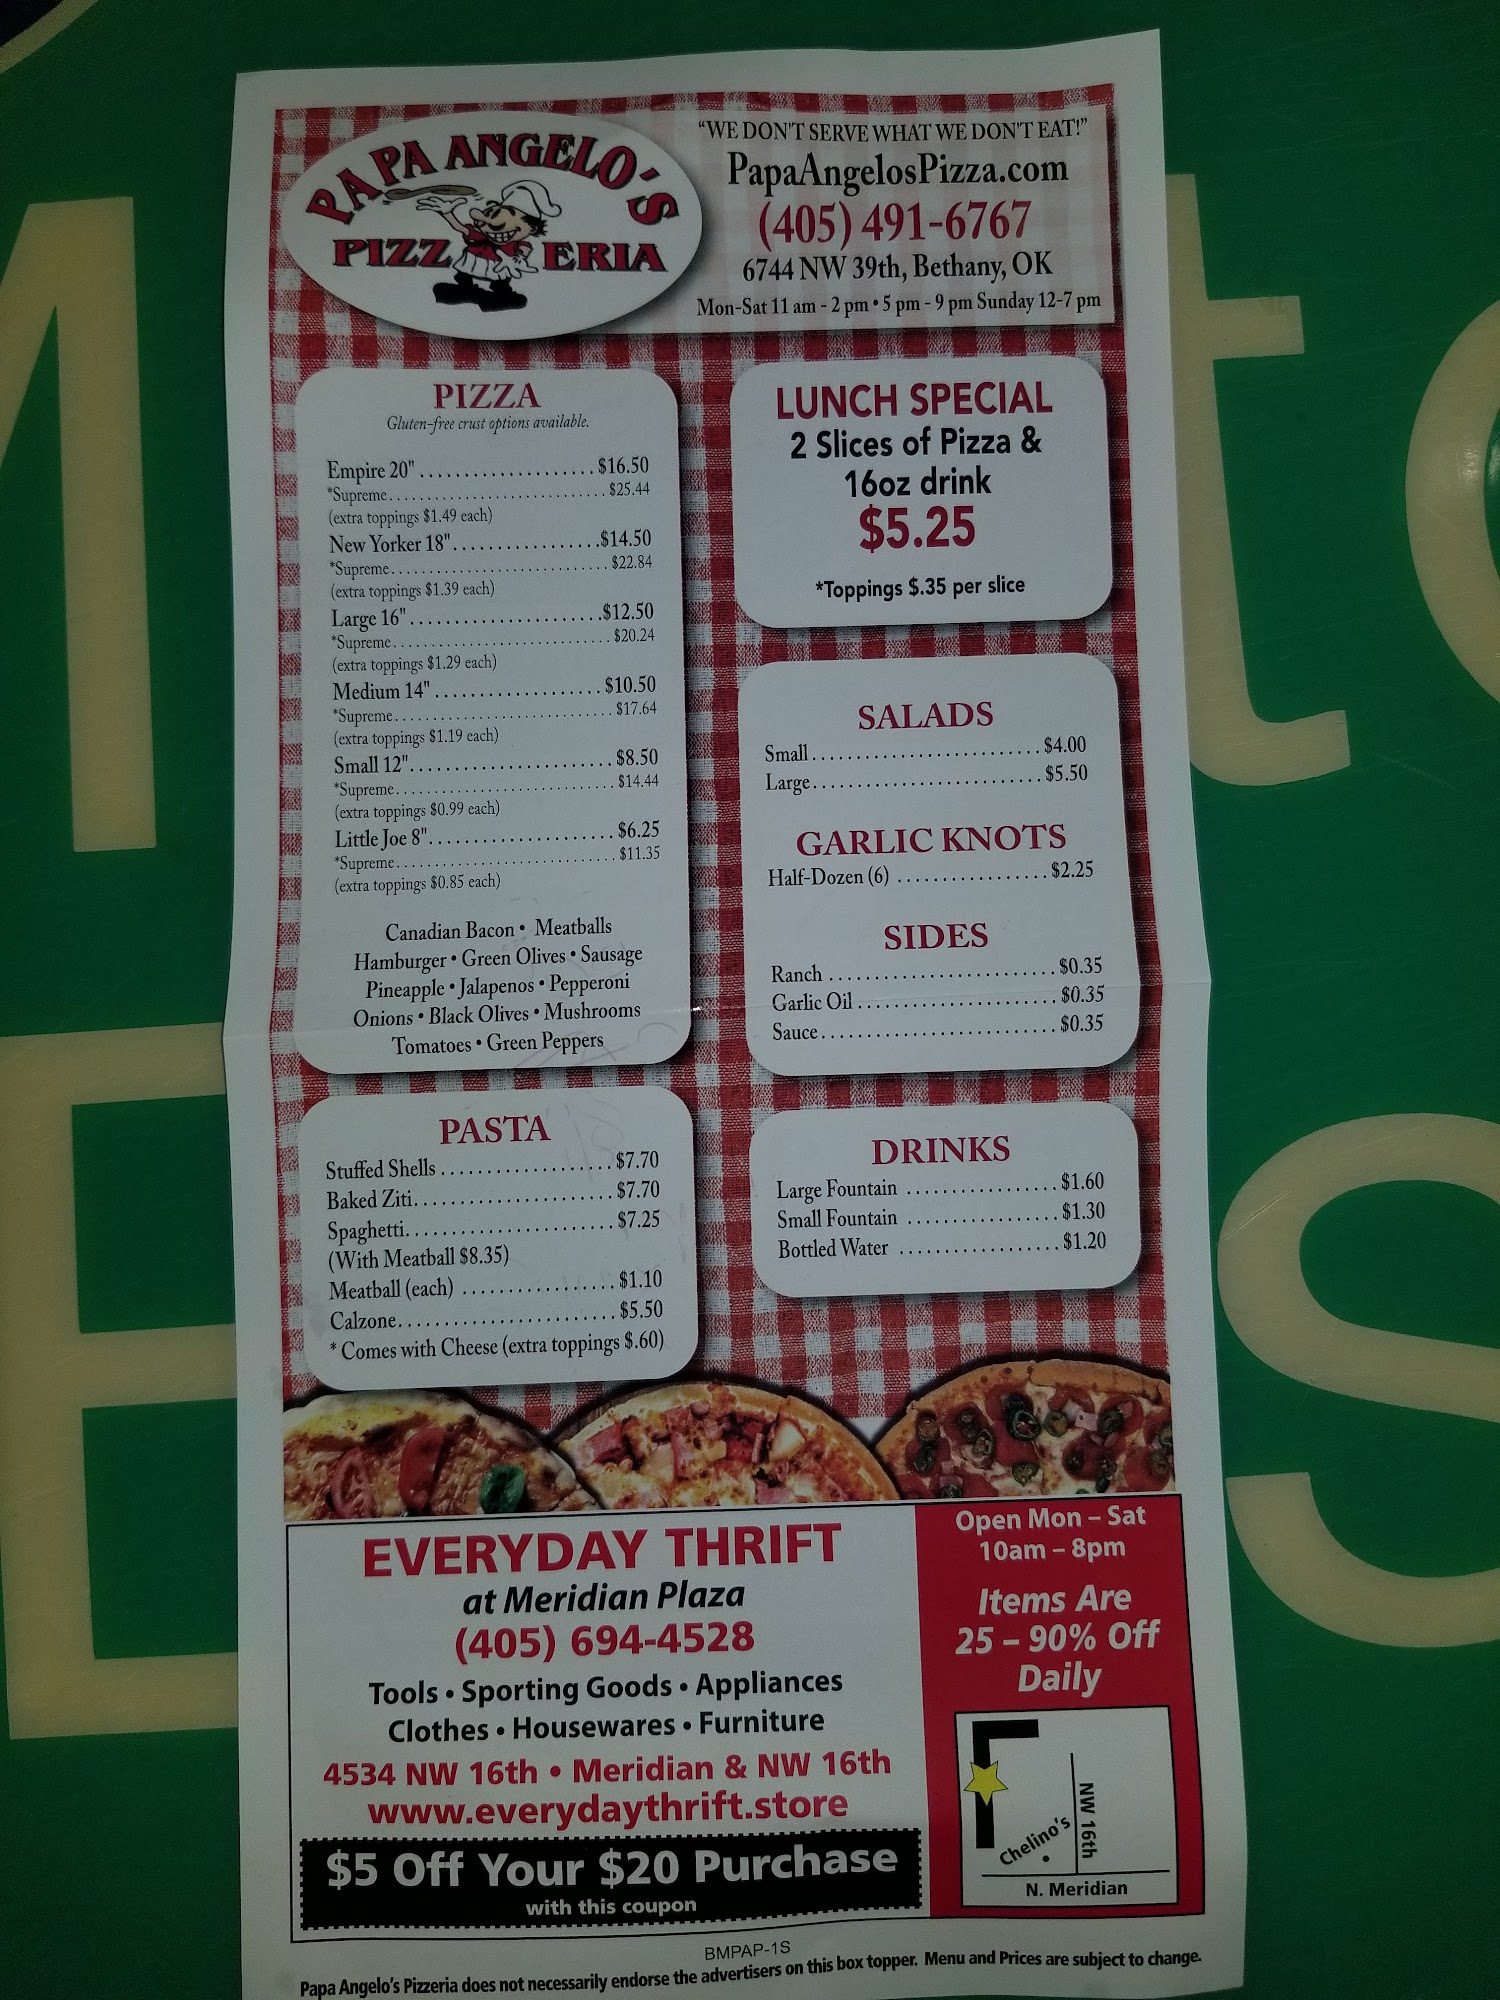 PAPA ANGELO'S
PIZZERIA
"WE DON'T SERVE WHAT WE DON'T EAT!"
PapaAngelosPizza.com
(405) 491-6767
6744 NW 39th, Bethany, OK
Mon-Sat 11 am - 2 pm • 5 pm - 9 pm Sunday 12-7 pm
PIZZA
Gluten-free crust options available.
Empire 20" .................... $16.50
*Supreme............................. $25.44
(extra toppings $1.49 each)
New Yorker 18".................$14.50
*Supreme............................. $22.84
(extra toppings $1.39 each)
Large 16" ......................$12.50
*Supreme............................. $20.24
(extra toppings $1.29 each)
Medium 14" ................... $10.50
*Supreme............................. $17.64
(extra toppings $1.19 each)
Small 12"....................... $8.50
*Supreme............................. $14.44
(extra toppings $0.99 each)
Little Joe 8"..................... $6.25
*Supreme............................. $11.35
(extra toppings $0.85 each)
Canadian Bacon • Meatballs
Hamburger • Green Olives • Sausage
Pineapple • Jalapenos • Pepperoni
Onions • Black Olives • Mushrooms
Tomatoes • Green Peppers
PASTA
Stuffed Shells ................... $7.70
Baked Ziti...................... $7.70
Spaghetti....................... $7.25
(With Meatball $8.35)
Meatball (each) ................. $1.10
Calzone........................ $5.50
* Comes with Cheese (extra toppings $.60)
LUNCH SPECIAL
2 Slices of Pizza &
16oz drink
$5.25
*Toppings $.35 per slice
SALADS
Small.......................... $4.00
Large.......................... $5.50
GARLIC KNOTS
Half-Dozen (6) ................. $2.25
SIDES
Ranch ......................... $0.35
Garlic Oil ...................... $0.35
Sauce.......................... $0.35
DRINKS
Large Fountain ................. $1.60
Small Fountain ................. $1.30
Bottled Water .................. $1.20
EVERYDAY THRIFT
at Meridian Plaza
(405) 694-4528
Tools • Sporting Goods • Appliances
Clothes • Housewares • Furniture
4534 NW 16th • Meridian & NW 16th
www.everydaythrift.store
$5 Off Your $20 Purchase
with this coupon
Open Mon – Sat
10am – 8pm
Items Are
25 – 90% Off
Daily
Chelino's
NW 16th
N. Meridian
BMPAP-1S
Papa Angelo's Pizzeria does not necessarily endorse the advertisers on this box topper. Menu and Prices are subject to change.